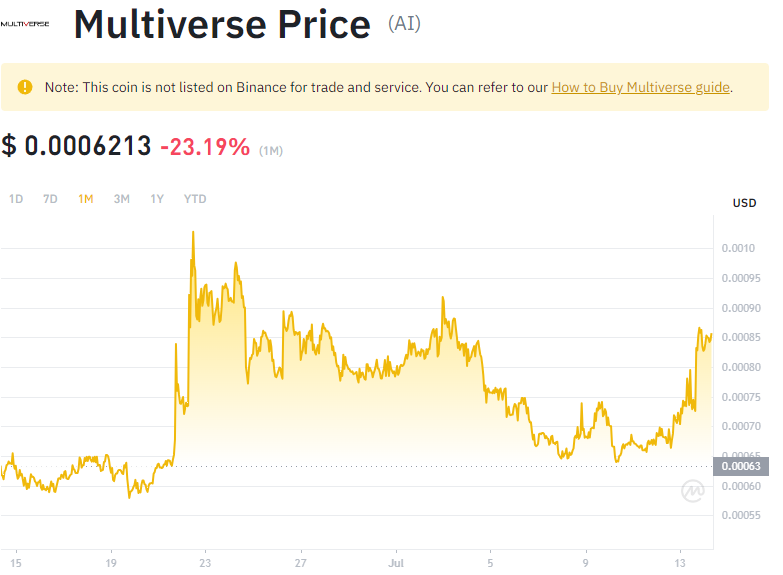 MULTIVERSE
Multiverse Price (AI)
Note: This coin is not listed on Binance for trade and service. You can refer to our How to Buy Multiverse guide.
$ 0.0006213 -23.19% (1M)
1D 7D 1M 3M 1Y YTD
USD
0.0010
0.00095
0.00090
0.00085
0.00080
0.00075
0.00070
0.00065
0.00063
0.00060
0.00055
15 19 23 27 Jul 5 9 13